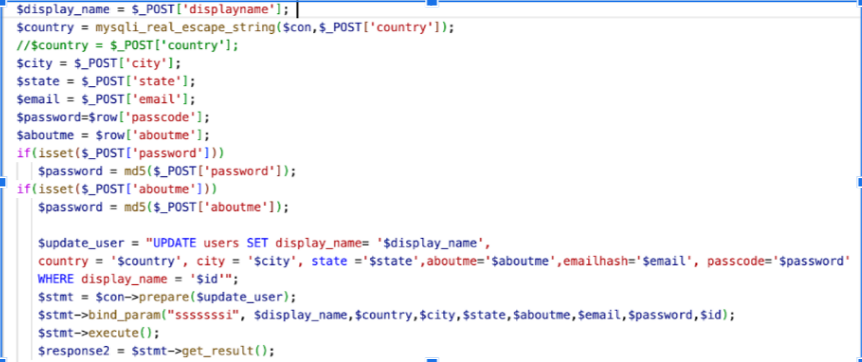 $display_name = $_POST['displayname'];
$country = mysqli_real_escape_string($con,$_POST['country']);
//$country = $_POST['country'];
$city = $_POST['city'];
$state = $_POST['state'];
$email = $_POST['email'];
$password=$row['passcode'];
$aboutme = $row['aboutme'];
if(isset($_POST['password']))
$password = md5($_POST['password']);
if(isset($_POST['aboutme']))
$password = md5($_POST['aboutme']);
$update_user = "UPDATE users SET display_name= '$display_name',
country = '$country', city = '$city', state ='$state',aboutme='$aboutme',emailhash='$email', passcode='$password'
WHERE display_name = '$id'";
$stmt = $con->prepare($update_user);
$stmt->bind_param("sssssssi", $display_name,$country,$city,$state,$aboutme,$email,$password,$id);
$stmt->execute();
$response2 = $stmt->get_result();